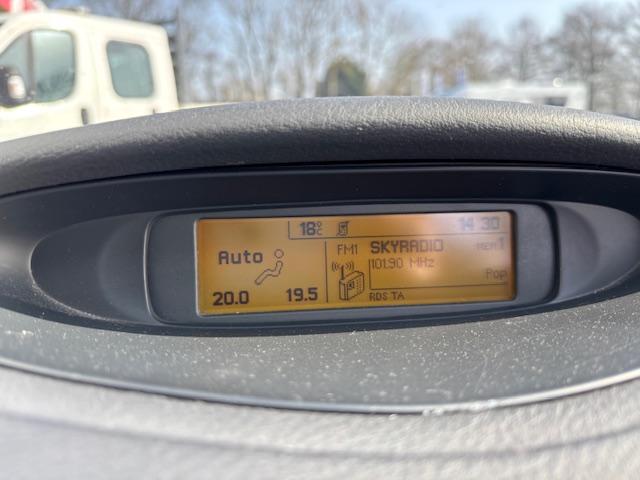 18°C 14 30
Auto
20.0 19.5
FM1 SKYRADIO MEM 1
101.90 MHz
Pop
RDS TA